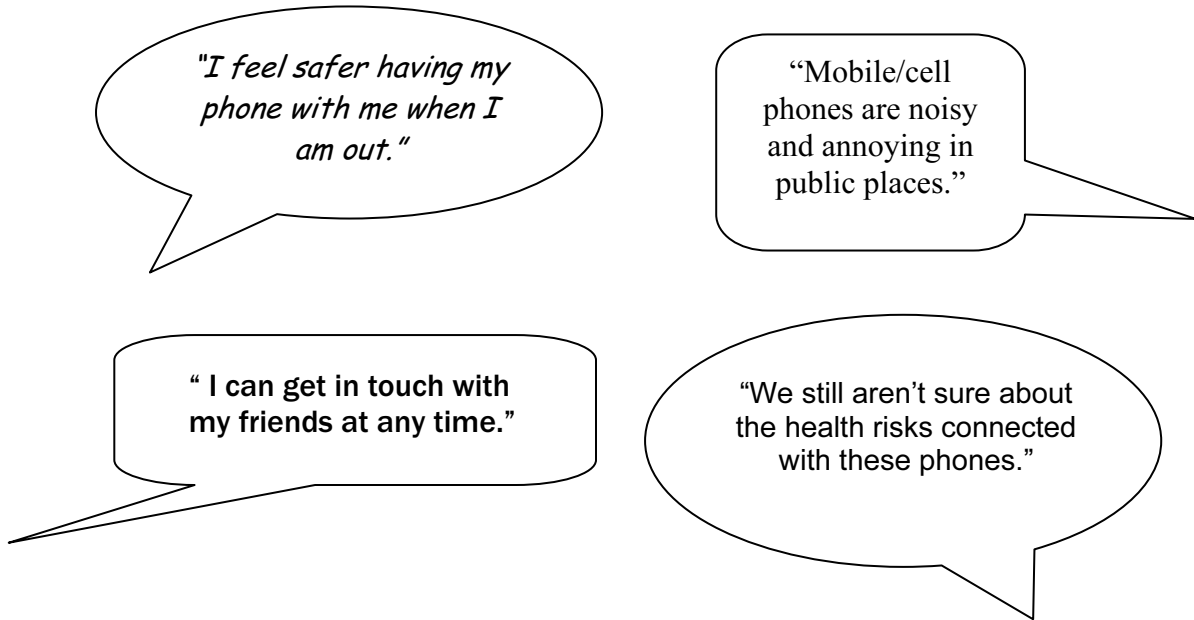 "I feel safer having my
phone with me when I
am out."
“Mobile/cell
phones are noisy
and annoying in
public places.”
“ I can get in touch with
my friends at any time.”
“We still aren’t sure about
the health risks connected
with these phones.”